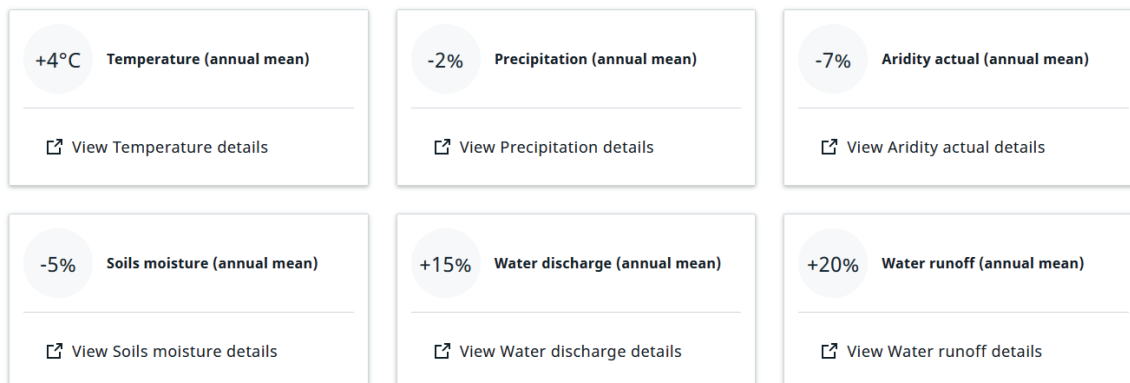 +4°C Temperature (annual mean)
View Temperature details
-2% Precipitation (annual mean)
View Precipitation details
-7% Aridity actual (annual mean)
View Aridity actual details
-5% Soils moisture (annual mean)
View Soils moisture details
+15% Water discharge (annual mean)
View Water discharge details
+20% Water runoff (annual mean)
View Water runoff details